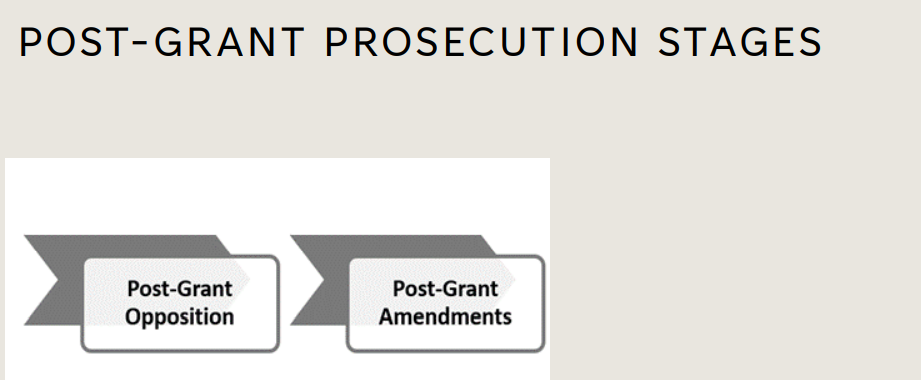 POST-GRANT PROSECUTION STAGES
Post-Grant
Opposition
Post-Grant
Amendments